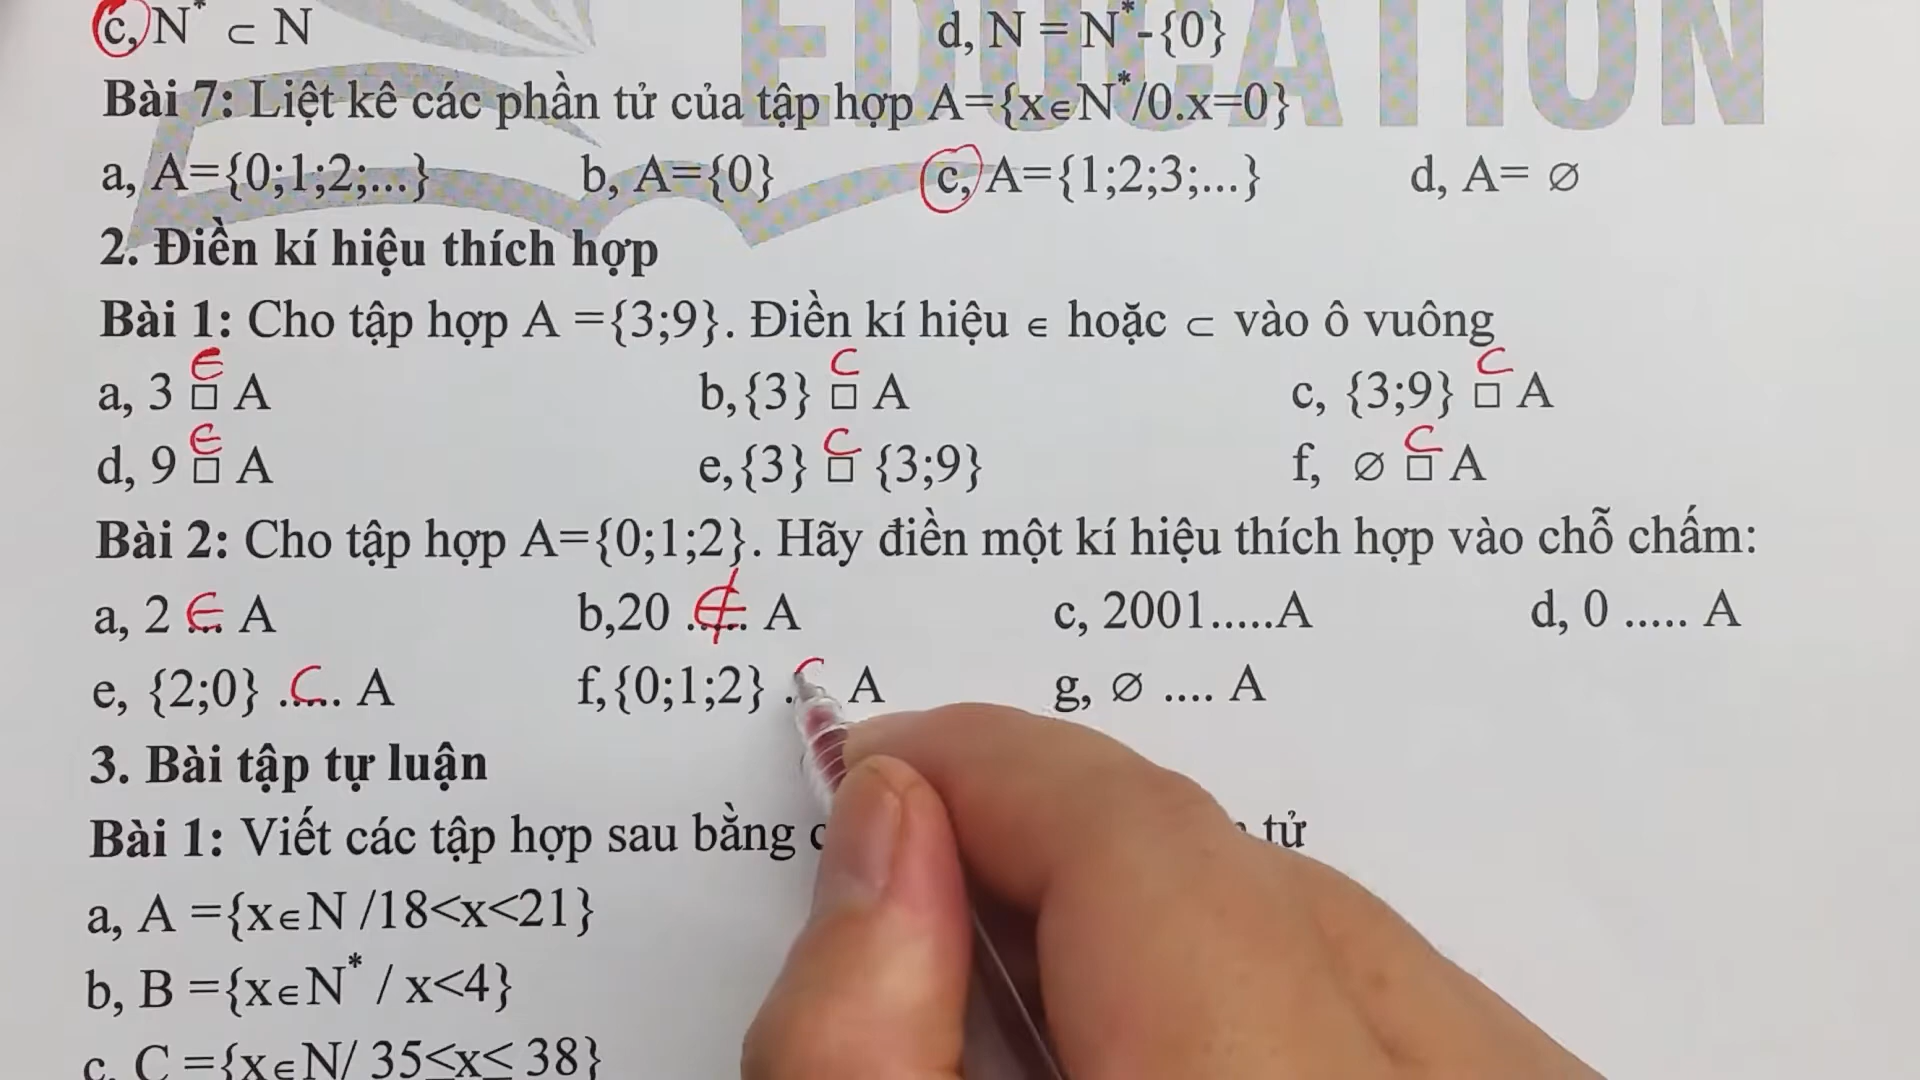 EDUCATION
c, N* ⊂ N d, N = N*-{0}
Bài 7: Liệt kê các phần tử của tập hợp A={x∈N*/0.x=0}
a, A={0;1;2;...} b, A={0} c, A={1;2;3;...} d, A= ∅
2. Điền kí hiệu thích hợp
Bài 1: Cho tập hợp A ={3;9}. Điền kí hiệu ∈ hoặc ⊂ vào ô vuông
a, 3 □ ∈ A b,{3} □ ⊂ A c, {3;9} □ ⊂ A
d, 9 □ ∈ A e,{3} □ ⊂ {3;9} f, ∅ □ ⊂ A
Bài 2: Cho tập hợp A={0;1;2}. Hãy điền một kí hiệu thích hợp vào chỗ chấm:
a, 2 ∈ A b,20 ∉ A c, 2001.....A d, 0 ..... A
e, {2;0} ⊂ A f,{0;1;2} A g, ∅ .... A
3. Bài tập tự luận
Bài 1: Viết các tập hợp sau bằng tử
a, A ={x∈N /18<x<21}
b, B ={x∈N* / x<4}
c, C ={x∈N/ 35≤x≤ 38}